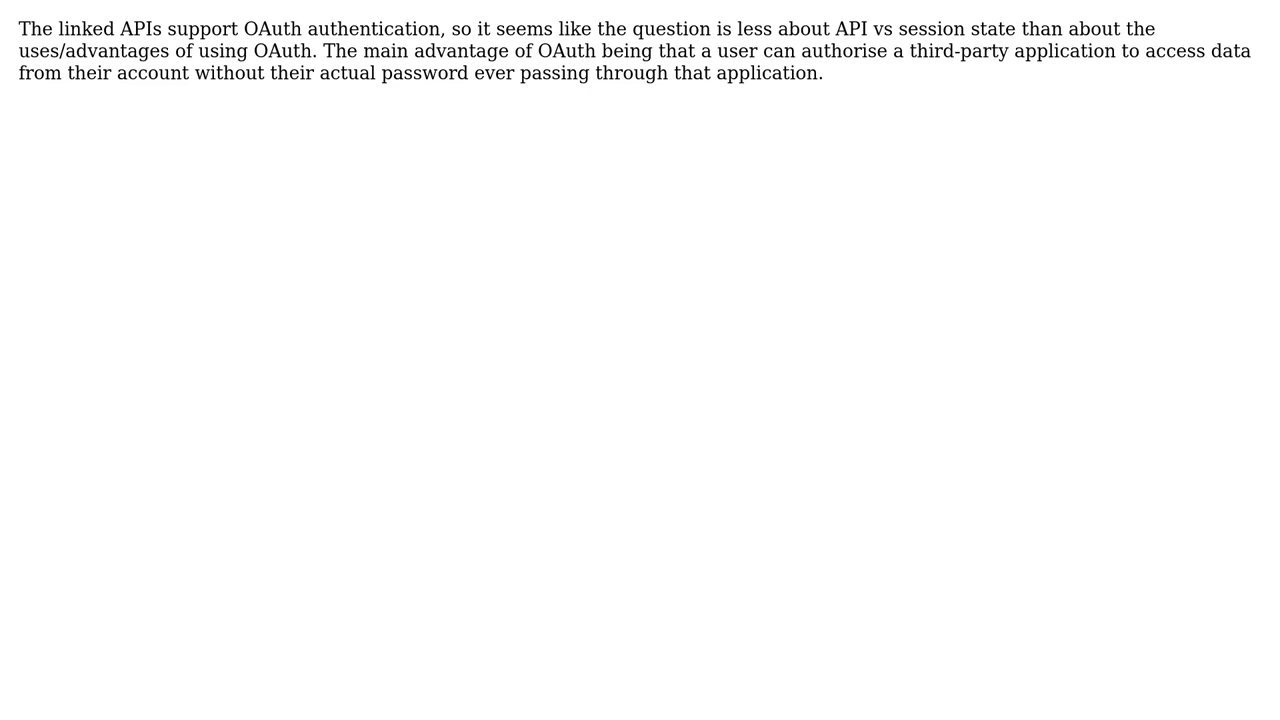 The linked APIs support OAuth authentication, so it seems like the question is less about API vs session state than about the
uses/advantages of using OAuth. The main advantage of OAuth being that a user can authorise a third-party application to access data
from their account without their actual password ever passing through that application.